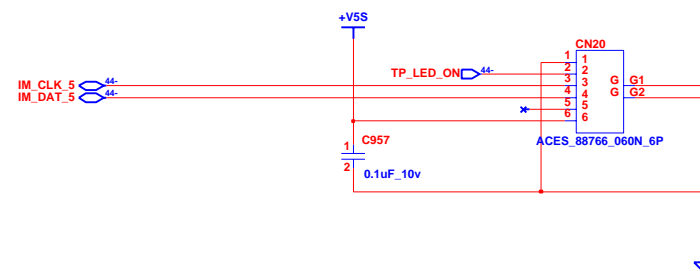 +V5S
CN20
1 1
TP_LED_ON 44- 2 2
IM_CLK_5 44- 3 3 G G1
IM_DAT_5 44- 4 4 G G2
5 5
6 6
ACES_88766_060N_6P
1 C957
2 0.1uF_10v